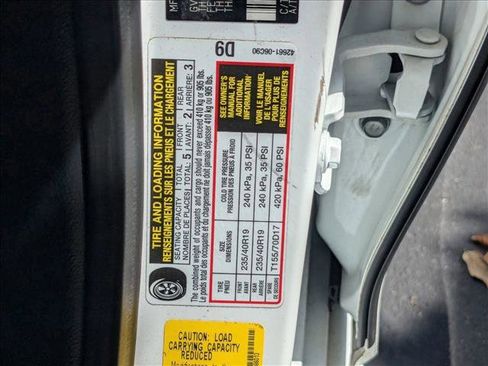 D9
42661-06C90
TIRE AND LOADING INFORMATION
RENSEIGNEMENTS SUR LES PNEUS ET LE CHARGEMENT
SEATING CAPACITY | TOTAL: 5 | FRONT: 2 | REAR: 3
NOMBRE DE PLACES | TOTAL: 5 | AVANT: 2 | ARRIÈRE: 3
The combined weight of occupants and cargo should never exceed 410 kg or 905 lbs.
Le poids total des occupants et du chargement ne doit jamais dépasser 410 kg ou 905 lbs.
TIRE SIZE COLD TIRE PRESSURE
PNEU DIMENSIONS PRESSION DES PNEUS À FROID
FRONT AVANT 235/40R19 240 kPa, 35 PSI
REAR ARRIÈRE 235/40R19 240 kPa, 35 PSI
SPARE DE SECOURS T155/70D17 420 kPa, 60 PSI
SEE OWNER'S
MANUAL FOR
ADDITIONAL
INFORMATION
VOIR LE MANUEL
DE L'USAGER
POUR PLUS DE
RENSEIGNEMENTS
CAUTION: LOAD
CARRYING CAPACITY
REDUCED